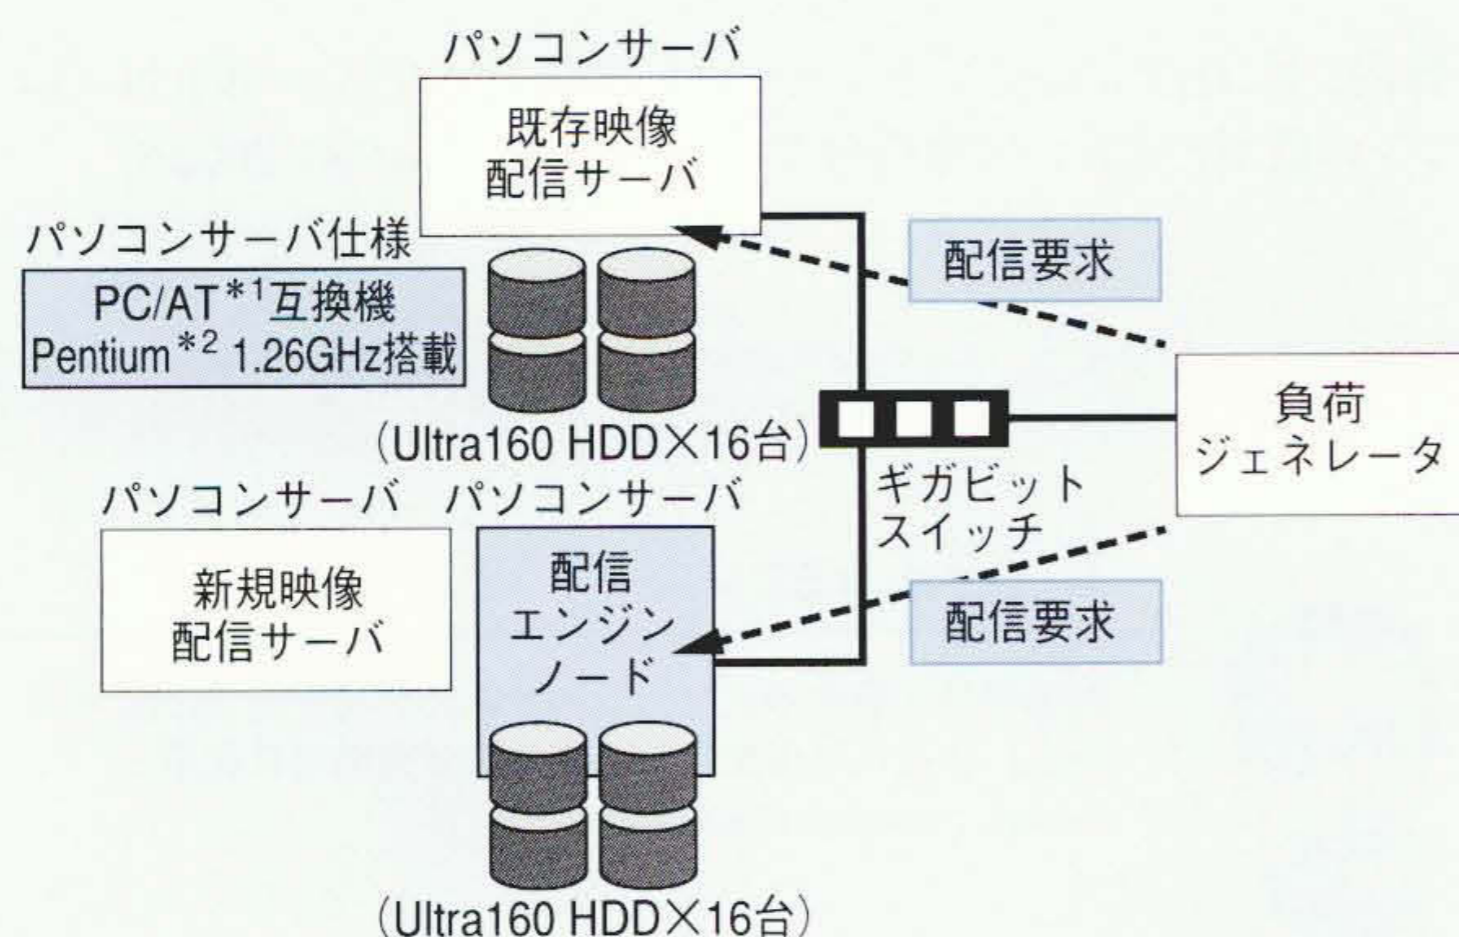 パソコンサーバ
既存映像
配信サーバ
パソコンサーバ仕様
PC/AT*1互換機
Pentium*2 1.26GHz搭載
配信要求
負荷
ジェネレータ
(Ultra160 HDD×16台)
ギガビット
スイッチ
パソコンサーバ
パソコンサーバ
新規映像
配信サーバ
配信
エンジン
ノード
配信要求
(Ultra160 HDD×16台)